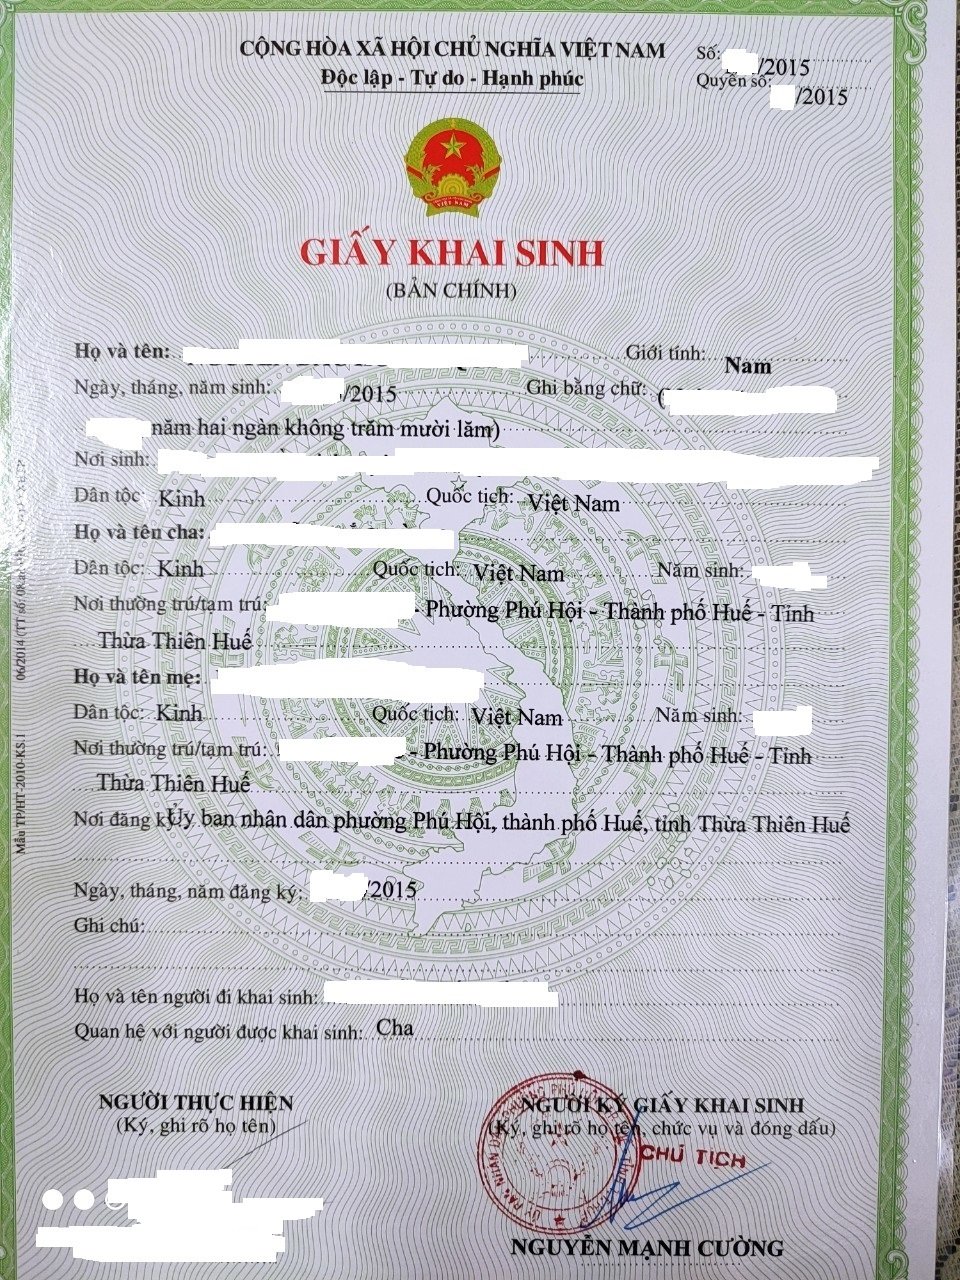 CỘNG HÒA XÃ HỘI CHỦ NGHĨA VIỆT NAM
Độc lập - Tự do - Hạnh phúc
Số: /2015
Quyển số: /2015
VIỆT NAM
GIẤY KHAI SINH
(BẢN CHÍNH)
Họ và tên: Giới tính: Nam
Ngày, tháng, năm sinh: /2015 Ghi bằng chữ: (
năm hai ngàn không trăm mười lăm)
Nơi sinh:
Dân tộc Kinh Quốc tịch: Việt Nam
Họ và tên cha:
Dân tộc: Kinh Quốc tịch: Việt Nam Năm sinh:
Nơi thường trú/tạm trú: - Phường Phú Hội - Thành phố Huế - Tỉnh
Thừa Thiên Huế
Họ và tên mẹ:
Dân tộc: Kinh Quốc tịch: Việt Nam Năm sinh:
Nơi thường trú/tạm trú: - Phường Phú Hội - Thành phố Huế - Tỉnh
Thừa Thiên Huế
Nơi đăng ký Ủy ban nhân dân phường Phú Hội, thành phố Huế, tỉnh Thừa Thiên Huế
Ngày, tháng, năm đăng ký: /2015
Ghi chú:
Họ và tên người đi khai sinh:
Quan hệ với người được khai sinh: Cha
NGƯỜI THỰC HIỆN
(Ký, ghi rõ họ tên)
NGƯỜI KÝ GIẤY KHAI SINH
(Ký, ghi rõ họ tên, chức vụ và đóng dấu)
CHỦ TỊCH
NGUYỄN MẠNH CƯỜNG
Mẫu TP/HT-2010-KS.1